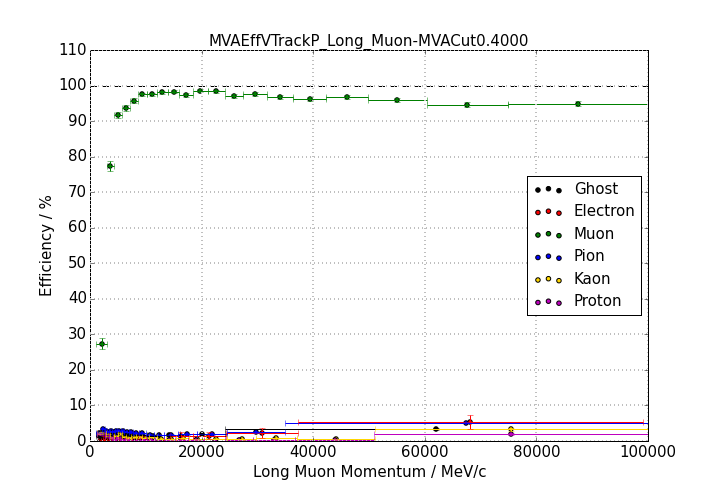 MVAEffVTrackP_Long_Muon-MVACut0.4000
110
100
90
80
70
60
50
40
30
20
10
0
Efficiency / %
Ghost
Electron
Muon
Pion
Kaon
Proton
0 20000 40000 60000 80000 100000
Long Muon Momentum / MeV/c